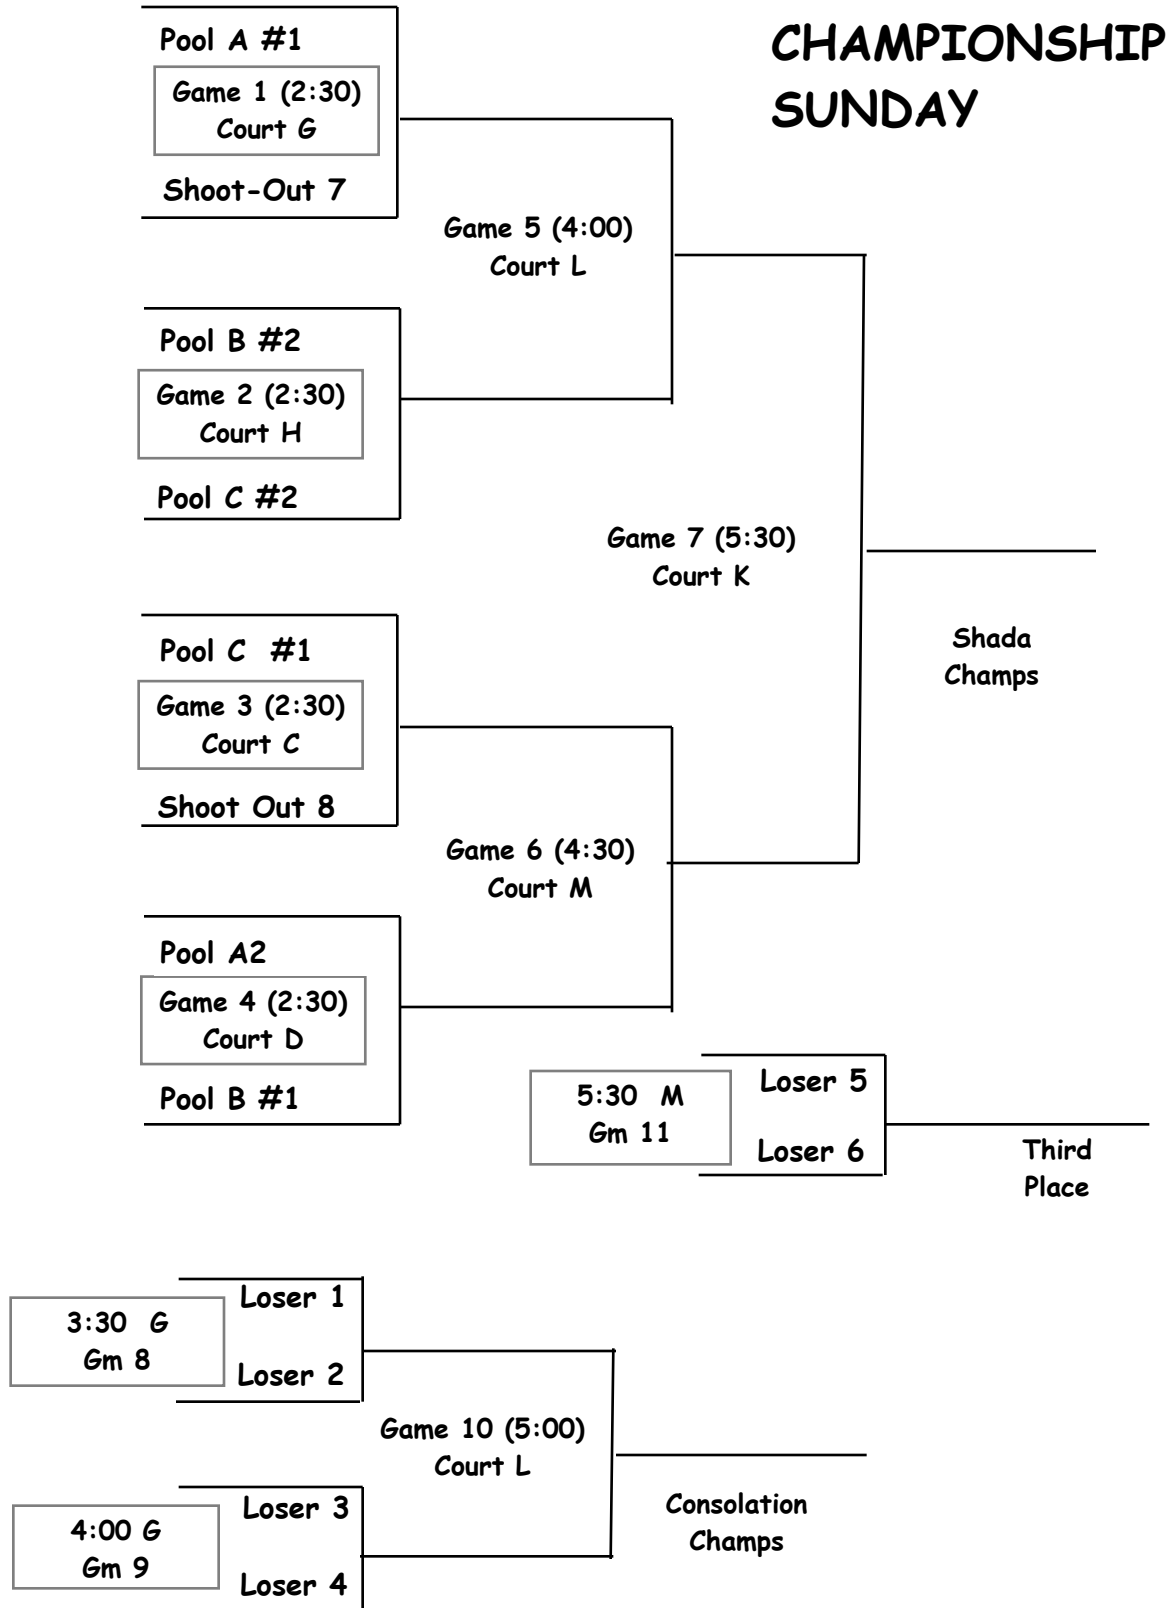 CHAMPIONSHIP
SUNDAY
Pool A #1
Game 1 (2:30)
Court G
Shoot-Out 7
Game 5 (4:00)
Court L
Pool B #2
Game 2 (2:30)
Court H
Pool C #2
Game 7 (5:30)
Court K
Shada
Champs
Pool C  #1
Game 3 (2:30)
Court C
Shoot Out 8
Game 6 (4:30)
Court M
Pool A2
Game 4 (2:30)
Court D
Pool B #1
5:30  M
Gm 11
Loser 5
Loser 6
Third
Place
3:30  G
Gm 8
Loser 1
Loser 2
Game 10 (5:00)
Court L
Consolation
Champs
4:00 G
Gm 9
Loser 3
Loser 4